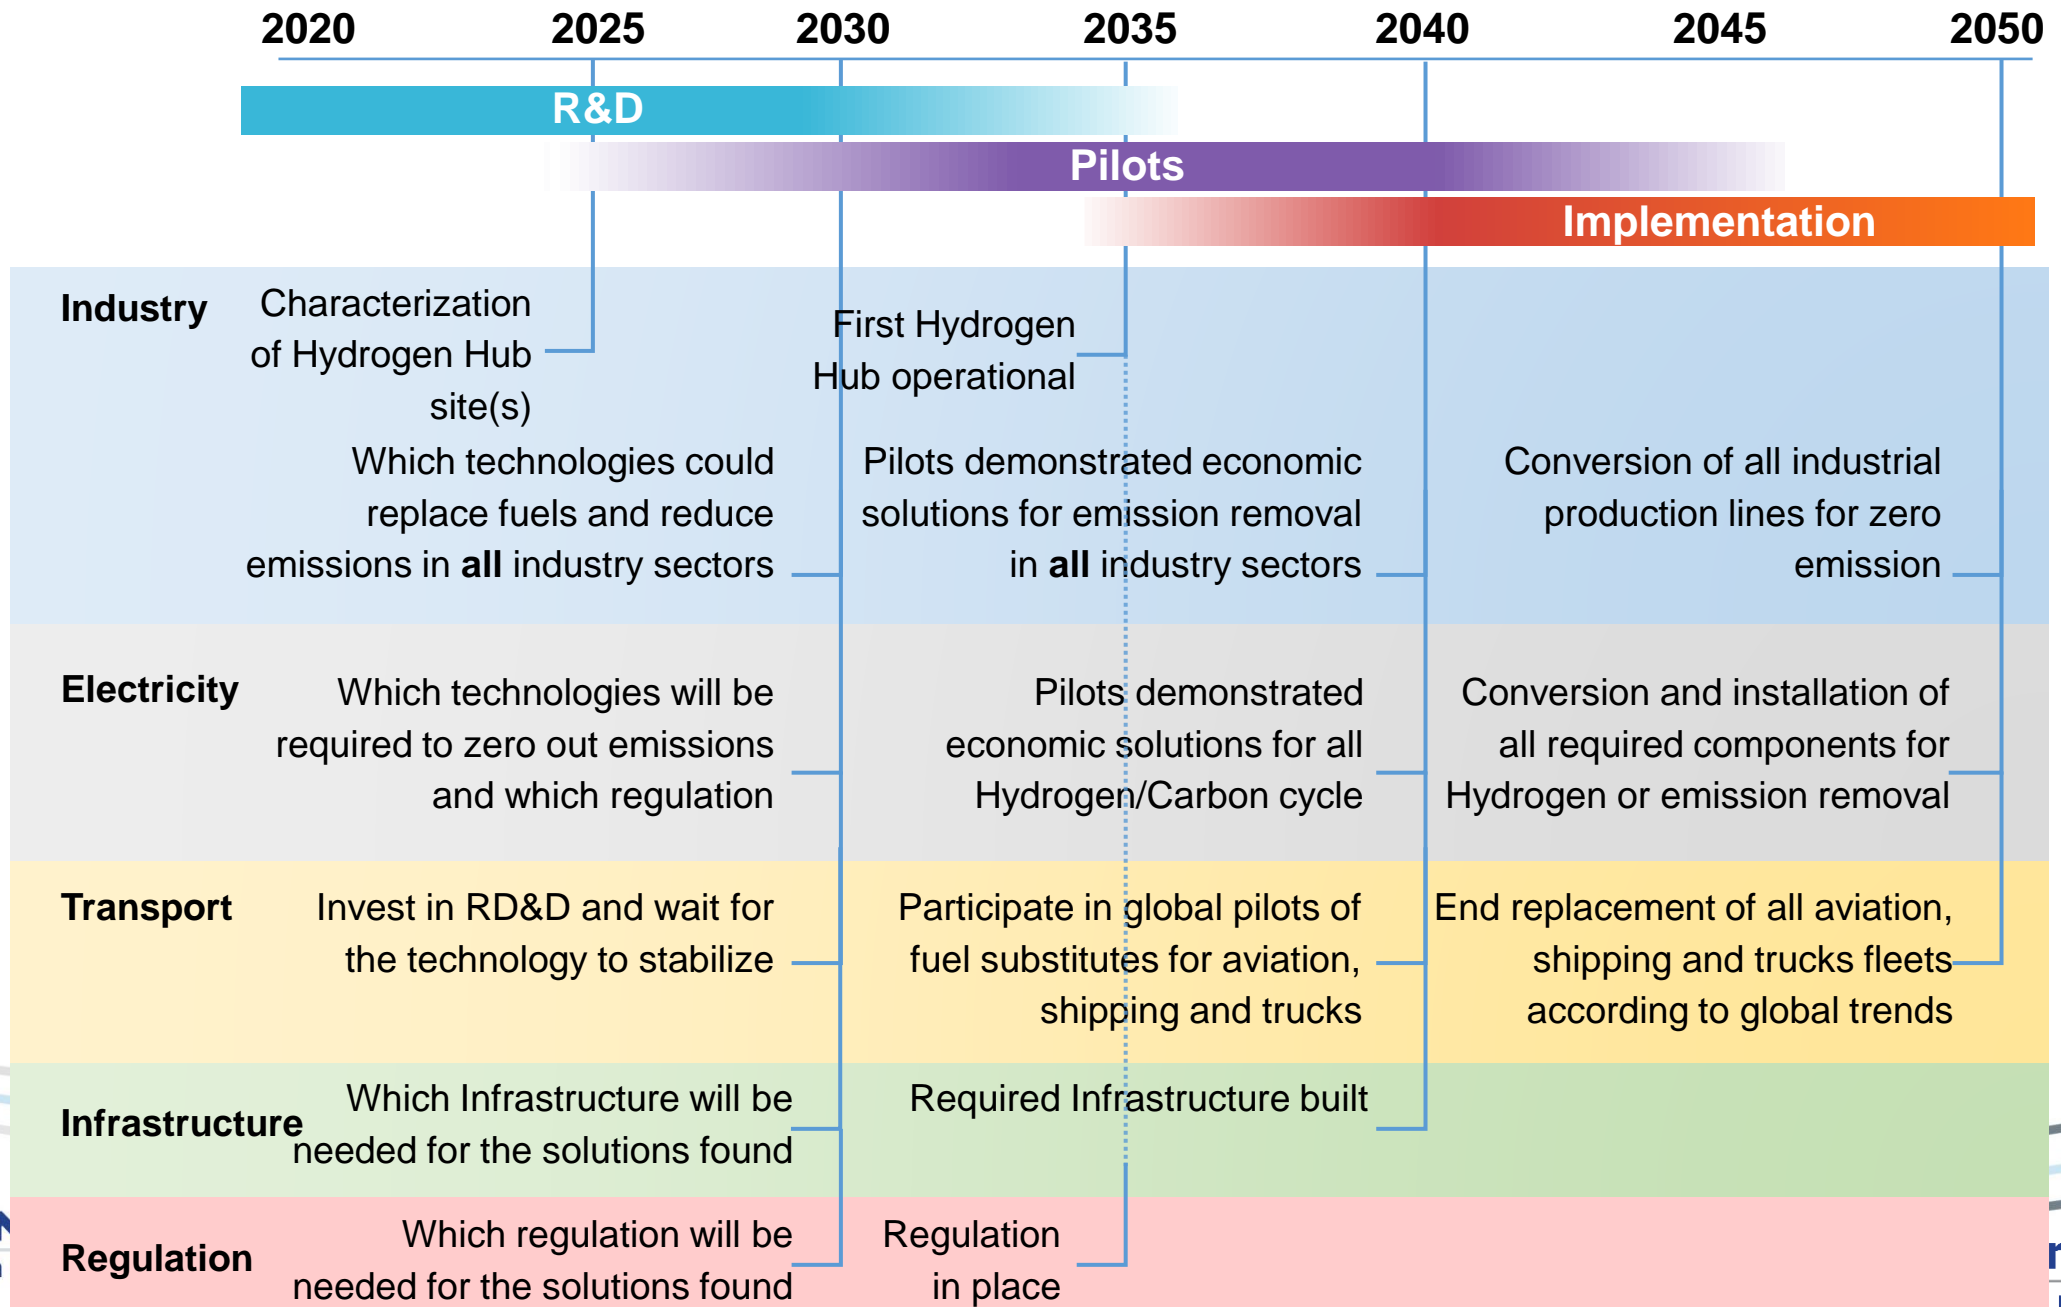 2020 2025 2030 2035 2040 2045 2050
R&D
Pilots
Implementation
Industry
Characterization
of Hydrogen Hub
site(s)
First Hydrogen
Hub operational
Which technologies could
replace fuels and reduce
emissions in all industry sectors
Pilots demonstrated economic
solutions for emission removal
in all industry sectors
Conversion of all industrial
production lines for zero
emission
Electricity
Which technologies will be
required to zero out emissions
and which regulation
Pilots demonstrated
economic solutions for all
Hydrogen/Carbon cycle
Conversion and installation of
all required components for
Hydrogen or emission removal
Transport
Invest in RD&D and wait for
the technology to stabilize
Participate in global pilots of
fuel substitutes for aviation,
shipping and trucks
End replacement of all aviation,
shipping and trucks fleets
according to global trends
Infrastructure
Which Infrastructure will be
needed for the solutions found
Required Infrastructure built
Regulation
Which regulation will be
needed for the solutions found
Regulation
in place